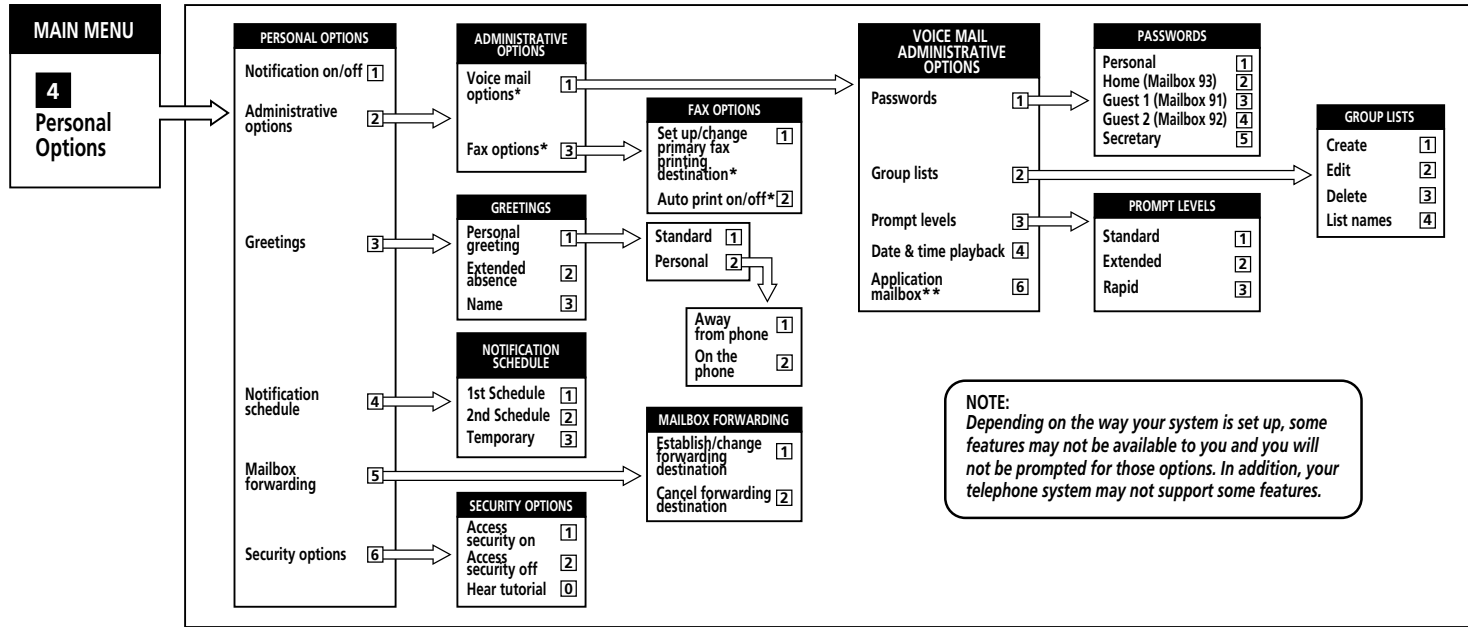 MAIN MENU
4
Personal
Options
PERSONAL OPTIONS
Notification on/off 1
Administrative
options 2
Greetings 3
Notification
schedule 4
Mailbox
forwarding 5
Security options 6
ADMINISTRATIVE
OPTIONS
Voice mail
options* 1
Fax options* 3
FAX OPTIONS
Set up/change 1
primary fax
printing
destination*
Auto print on/off* 2
GREETINGS
Personal
greeting 1
Extended
absence 2
Name 3
Standard 1
Personal 2
Away
from phone 1
On the
phone 2
NOTIFICATION
SCHEDULE
1st Schedule 1
2nd Schedule 2
Temporary 3
MAILBOX FORWARDING
Establish/change
forwarding 1
destination
Cancel forwarding
destination 2
SECURITY OPTIONS
Access
security on 1
Access
security off 2
Hear tutorial 0
VOICE MAIL
ADMINISTRATIVE
OPTIONS
Passwords 1
Group lists 2
Prompt levels 3
Date & time playback 4
Application
mailbox** 6
PASSWORDS
Personal 1
Home (Mailbox 93) 2
Guest 1 (Mailbox 91) 3
Guest 2 (Mailbox 92) 4
Secretary 5
GROUP LISTS
Create 1
Edit 2
Delete 3
List names 4
PROMPT LEVELS
Standard 1
Extended 2
Rapid 3
NOTE:
Depending on the way your system is set up, some
features may not be available to you and you will
not be prompted for those options. In addition, your
telephone system may not support some features.